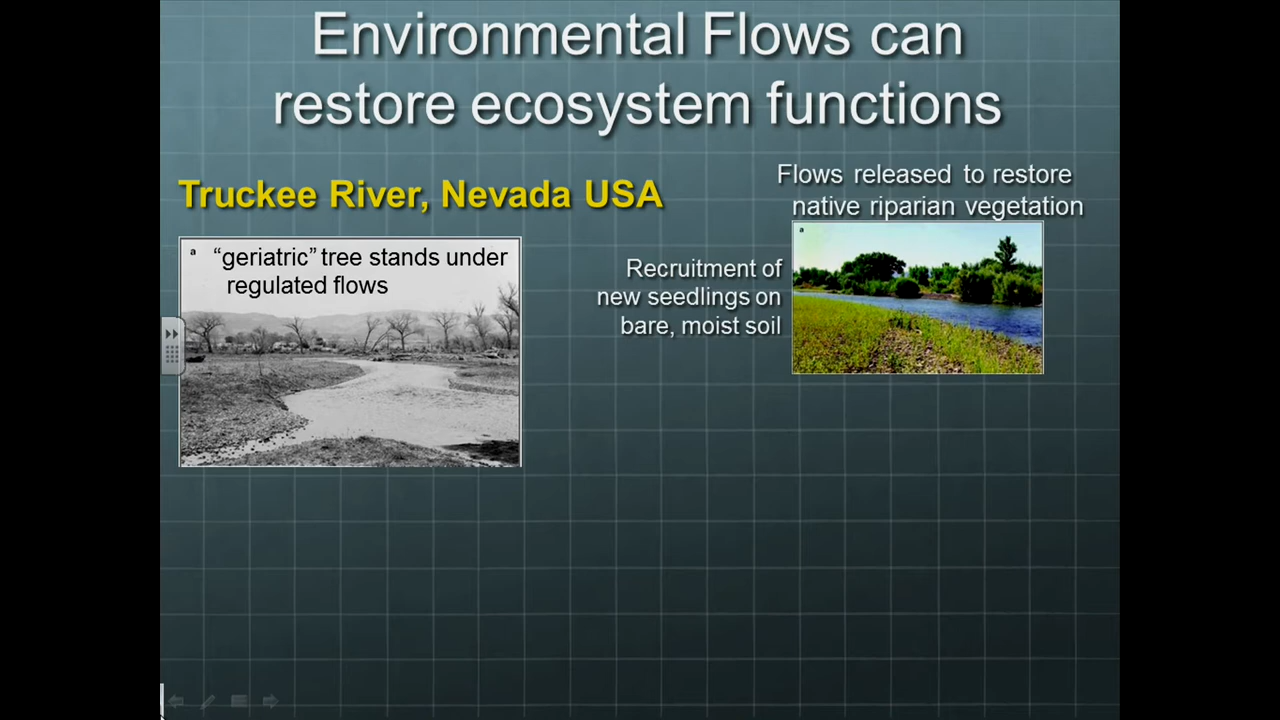 Environmental Flows can
restore ecosystem functions
Truckee River, Nevada USA
a "geriatric" tree stands under
regulated flows
Flows released to restore
native riparian vegetation
a
Recruitment of
new seedlings on
bare, moist soil